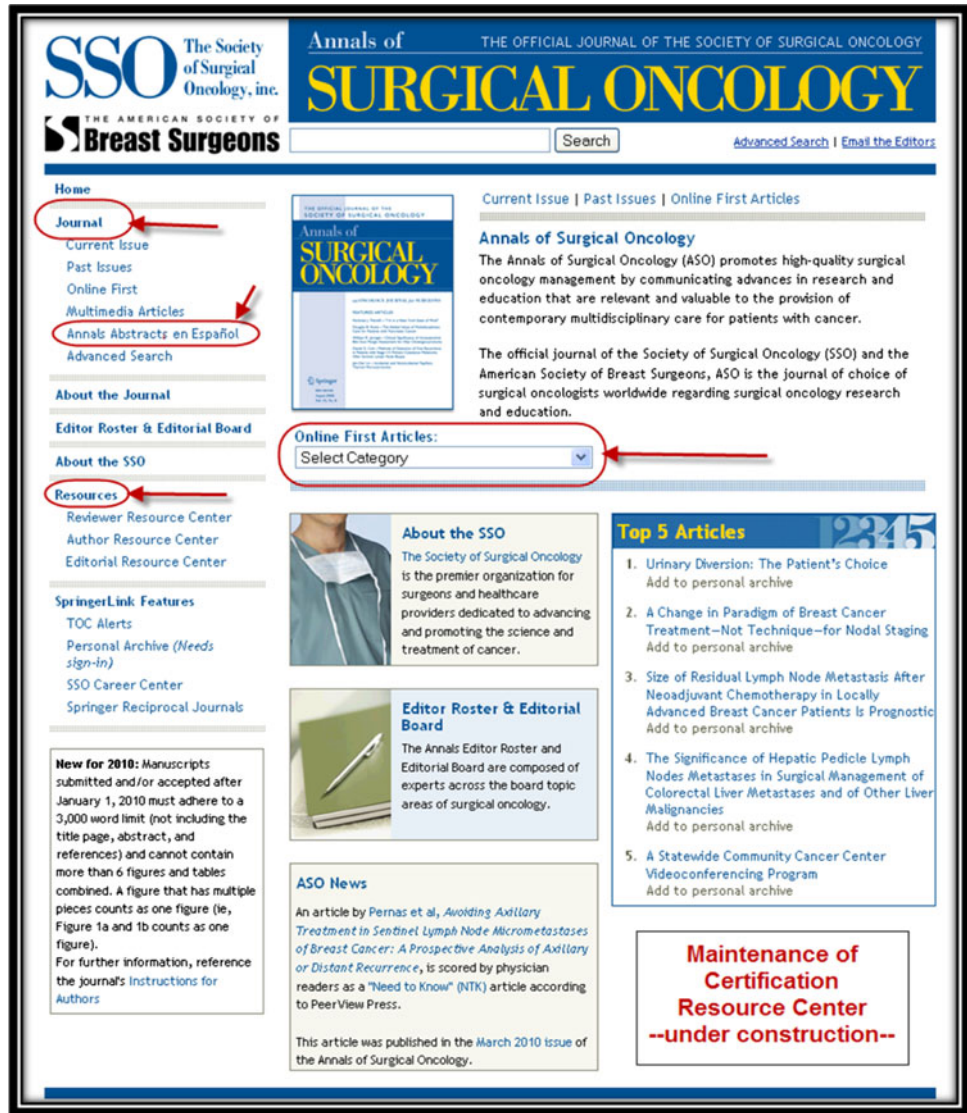 SSO The Society
of Surgical
Oncology, inc.
THE AMERICAN SOCIETY OF
Breast Surgeons
Annals of THE OFFICIAL JOURNAL OF THE SOCIETY OF SURGICAL ONCOLOGY
SURGICAL ONCOLOGY
Search
Advanced Search | Email the Editors
Home
Journal
Current Issue
Past Issues
Online First
Multimedia Articles
Annals Abstracts en Español
Advanced Search
About the Journal
Editor Roster & Editorial Board
About the SSO
Resources
Reviewer Resource Center
Author Resource Center
Editorial Resource Center
SpringerLink Features
TOC Alerts
Personal Archive (Needs
sign-in)
SSO Career Center
Springer Reciprocal Journals
New for 2010: Manuscripts
submitted and/or accepted after
January 1, 2010 must adhere to a
3,000 word limit (not including the
title page, abstract, and
references) and cannot contain
more than 6 figures and tables
combined. A figure that has multiple
pieces counts as one figure (ie,
Figure 1a and 1b counts as one
figure).
For further information, reference
the journal's Instructions for
Authors
THE OFFICIAL JOURNAL OF THE
SOCIETY OF SURGICAL ONCOLOGY
Annals of
SURGICAL
ONCOLOGY
FEATURED ARTICLES
Springer
Current Issue | Past Issues | Online First Articles
Annals of Surgical Oncology
The Annals of Surgical Oncology (ASO) promotes high-quality surgical
oncology management by communicating advances in research and
education that are relevant and valuable to the provision of
contemporary multidisciplinary care for patients with cancer.
The official journal of the Society of Surgical Oncology (SSO) and the
American Society of Breast Surgeons, ASO is the journal of choice of
surgical oncologists worldwide regarding surgical oncology research
and education.
Online First Articles:
Select Category
About the SSO
The Society of Surgical Oncology
is the premier organization for
surgeons and healthcare
providers dedicated to advancing
and promoting the science and
treatment of cancer.
Editor Roster & Editorial
Board
The Annals Editor Roster and
Editorial Board are composed of
experts across the board topic
areas of surgical oncology.
ASO News
An article by Pernas et al, Avoiding Axillary
Treatment in Sentinel Lymph Node Micrometastases
of Breast Cancer: A Prospective Analysis of Axillary
or Distant Recurrence, is scored by physician
readers as a "Need to Know" (NTK) article according
to PeerView Press.
This article was published in the March 2010 issue of
the Annals of Surgical Oncology.
Top 5 Articles 12345
1. Urinary Diversion: The Patient's Choice
Add to personal archive
2. A Change in Paradigm of Breast Cancer
Treatment—Not Technique—for Nodal Staging
Add to personal archive
3. Size of Residual Lymph Node Metastasis After
Neoadjuvant Chemotherapy in Locally
Advanced Breast Cancer Patients Is Prognostic
Add to personal archive
4. The Significance of Hepatic Pedicle Lymph
Nodes Metastases in Surgical Management of
Colorectal Liver Metastases and of Other Liver
Malignancies
Add to personal archive
5. A Statewide Community Cancer Center
Videoconferencing Program
Add to personal archive
Maintenance of
Certification
Resource Center
--under construction--